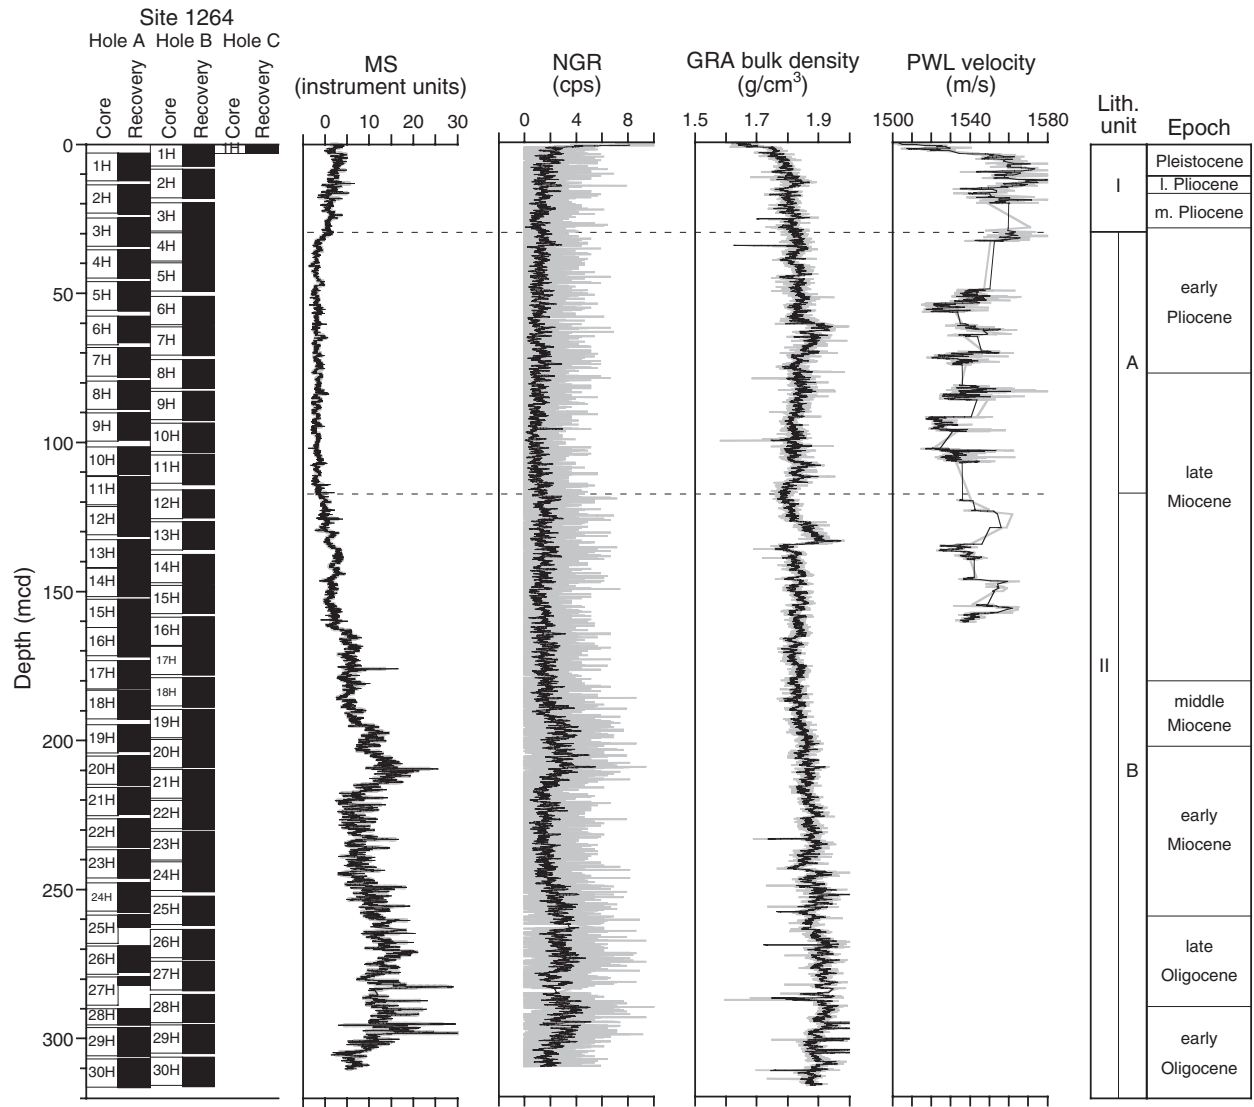 Site 1264
Hole A Hole B Hole C
Core
Recovery
Core
Recovery
Core
Recovery
MS
(instrument units)
NGR
(cps)
GRA bulk density
(g/cm³)
PWL velocity
(m/s)
Lith.
unit
Epoch
0 10 20 30
0 4 8
1.5 1.7 1.9
1500 1540 1580
Depth (mcd)
0
50
100
150
200
250
300
1H
2H
3H
4H
5H
6H
7H
8H
9H
10H
11H
12H
13H
14H
15H
16H
17H
18H
19H
20H
21H
22H
23H
24H
25H
26H
27H
28H
29H
30H
1H
2H
3H
4H
5H
6H
7H
8H
9H
10H
11H
12H
13H
14H
15H
16H
17H
18H
19H
20H
21H
22H
23H
24H
25H
26H
27H
28H
29H
30H
1H
I
II
A
B
Pleistocene
l. Pliocene
m. Pliocene
early
Pliocene
late
Miocene
middle
Miocene
early
Miocene
late
Oligocene
early
Oligocene